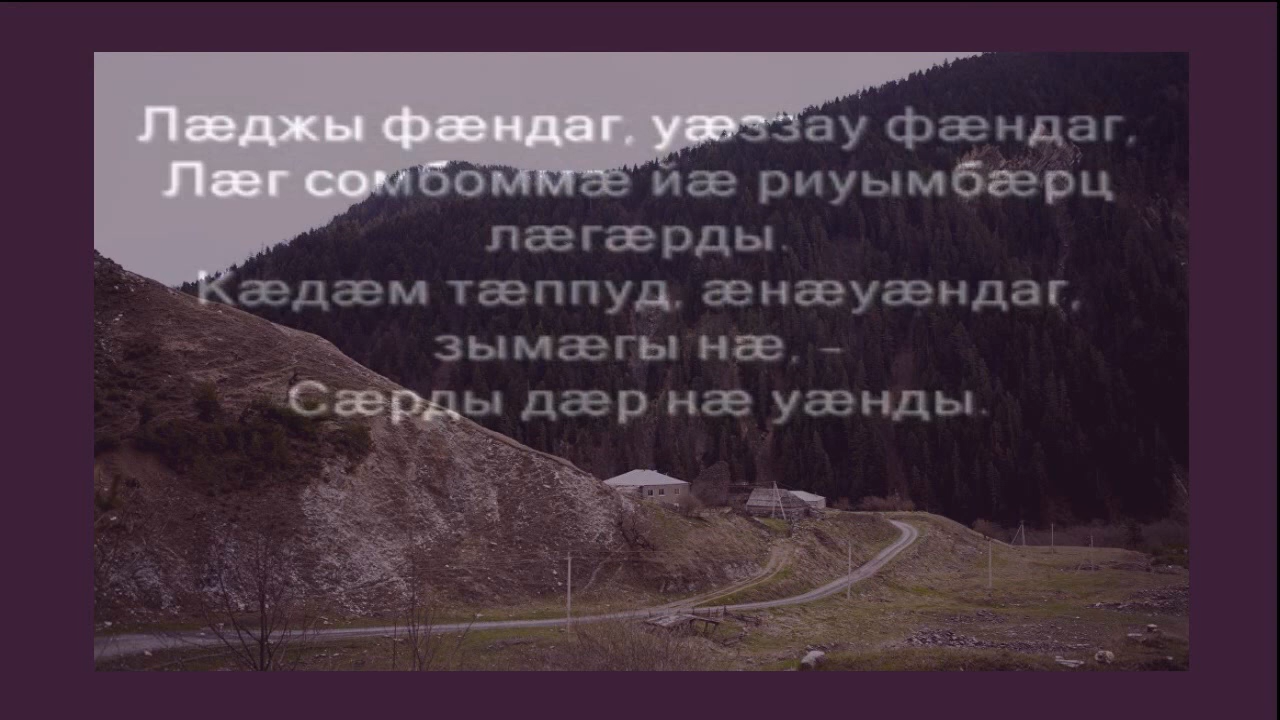 Лæджы фæндаг, уæззау фæндаг,
Лæг сомбоммæ йæ риуымбæрц
лæгæрды.
Кæдæм тæппуд, æнæуæндаг,
зымæгы нæ, –
Сæрды дæр нæ уæнды.